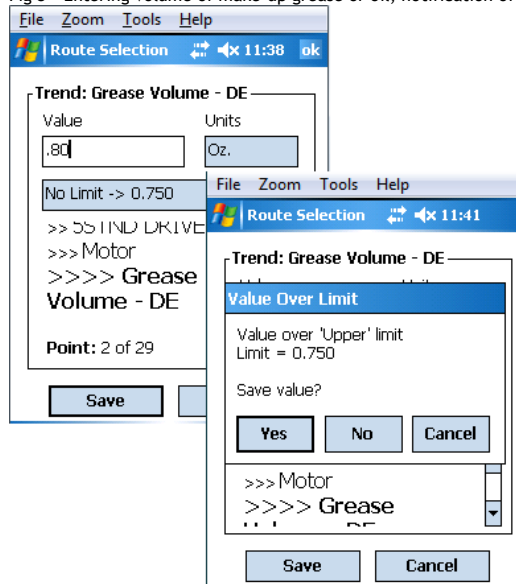 File Zoom Tools Help
Route Selection 11:38 ok
Trend: Grease Volume - DE
Value Units
.80 Oz.
No Limit -> 0.750
>> 5STND DRIVE
>>> Motor
>>>> Grease
Volume - DE
Point: 2 of 29
Save
File Zoom Tools Help
Route Selection 11:41
Trend: Grease Volume - DE
Value Over Limit
Value over 'Upper' limit
Limit = 0.750
Save value?
Yes No Cancel
>>> Motor
>>>> Grease
Save Cancel